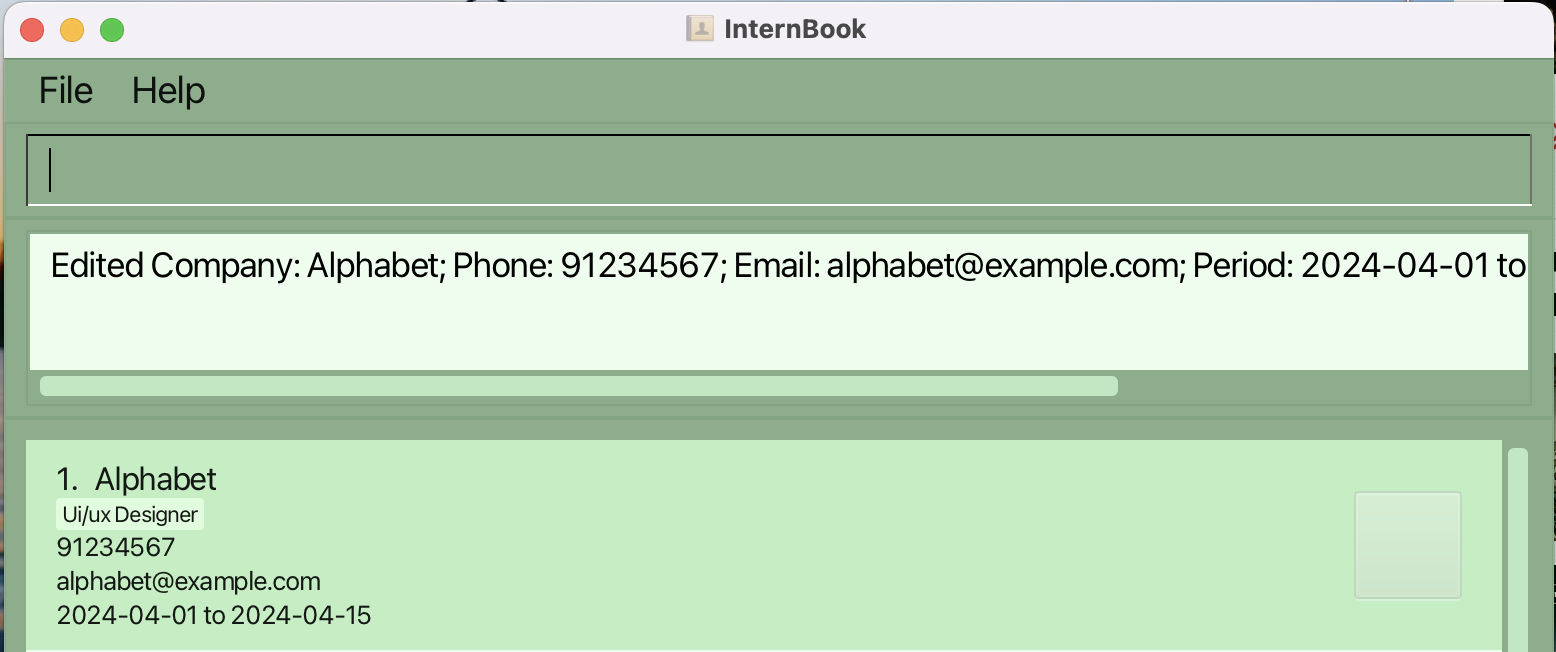 InternBook
File Help
Edited Company: Alphabet; Phone: 91234567; Email: alphabet@example.com; Period: 2024-04-01 to
1. Alphabet
Ui/ux Designer
91234567
alphabet@example.com
2024-04-01 to 2024-04-15